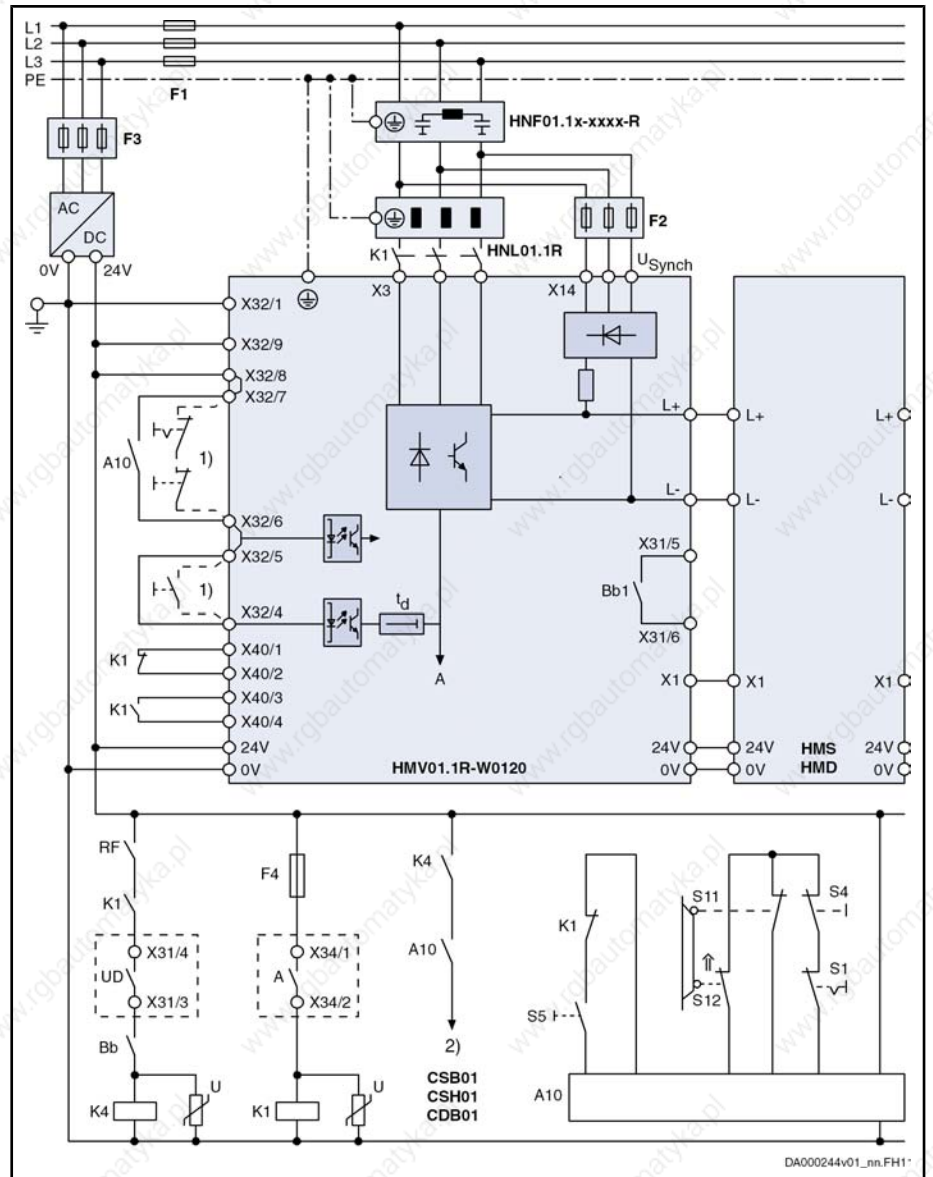 L1
L2
L3
PE
F1
F3
HNF01.1x-xxxx-R
AC
DC
F2
0V
24V
K1
HNL01.1R
USynch
X3
X14
X32/1
X32/9
X32/8
X32/7
L+
L+
L+
A10
1)
L-
L-
L-
X32/6
X32/5
X31/5
1)
Bb1
X32/4
td
X31/6
K1
X40/1
X40/2
A
X1
X1
X1
X40/3
K1
X40/4
24V
24V
24V
HMS
24V
0V
HMV01.1R-W0120
0V
0V
HMD
0V
RF
F4
K4
K1
S11
S4
K1
X31/4
X34/1
A10
UD
A
S1
X31/3
X34/2
S12
S5
Bb
2)
U
U
CSB01
CSH01
CDB01
K4
K1
A10
DA000244v01_nn.FH11
www.rgbautomatyka.pl